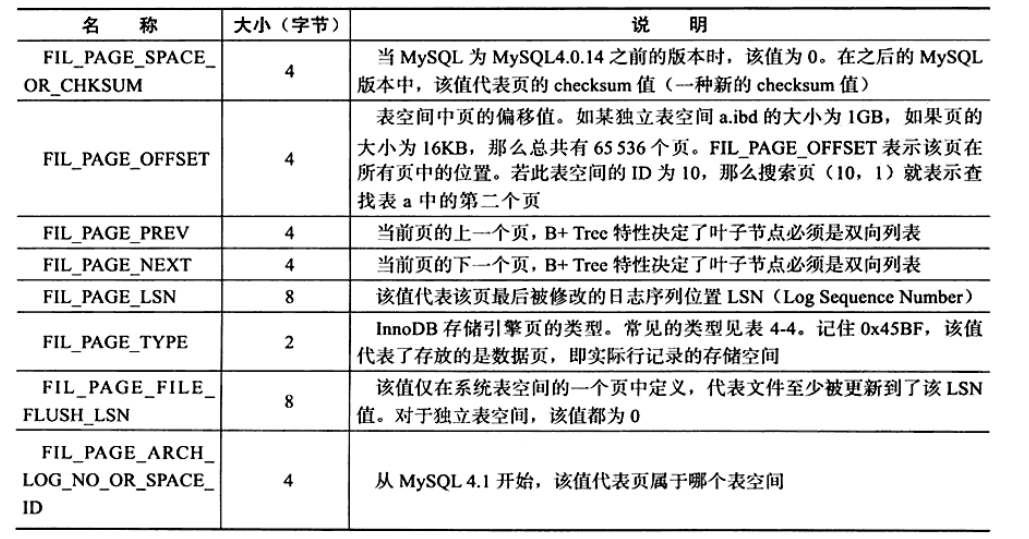 名 称 大小（字节） 说 明
FIL_PAGE_SPACE_
OR_CHKSUM
4
当 MySQL 为 MySQL4.0.14 之前的版本时，该值为 0。在之后的 MySQL
版本中，该值代表页的 checksum 值（一种新的 checksum 值）
FIL_PAGE_OFFSET
4
表空间中页的偏移值。如某独立表空间 a.ibd 的大小为 1GB，如果页的
大小为 16KB，那么总共有 65 536 个页。FIL_PAGE_OFFSET 表示该页在
所有页中的位置。若此表空间的 ID 为 10，那么搜索页（10，1）就表示查
找表 a 中的第二个页
FIL_PAGE_PREV 4 当前页的上一个页，B+ Tree 特性决定了叶子节点必须是双向列表
FIL_PAGE_NEXT 4 当前页的下一个页，B+ Tree 特性决定了叶子节点必须是双向列表
FIL_PAGE_LSN 8 该值代表该页最后被修改的日志序列位置 LSN（Log Sequence Number）
FIL_PAGE_TYPE
2
InnoDB 存储引擎页的类型。常见的类型见表 4-4。记住 0x45BF，该值
代表了存放的是数据页，即实际行记录的存储空间
FIL_PAGE_FILE_
FLUSH_LSN
8
该值仅在系统表空间的一个页中定义，代表文件至少被更新到了该 LSN
值。对于独立表空间，该值都为 0
FIL_PAGE_ARCH_
LOG_NO_OR_SPACE_
ID
4
从 MySQL 4.1 开始，该值代表页属于哪个表空间